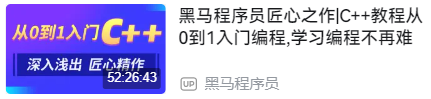 从0到1入门C++
深入浅出 匠心精作
52:26:43
黑马程序员匠心之作|C++教程从
0到1入门编程,学习编程不再难
UP 黑马程序员